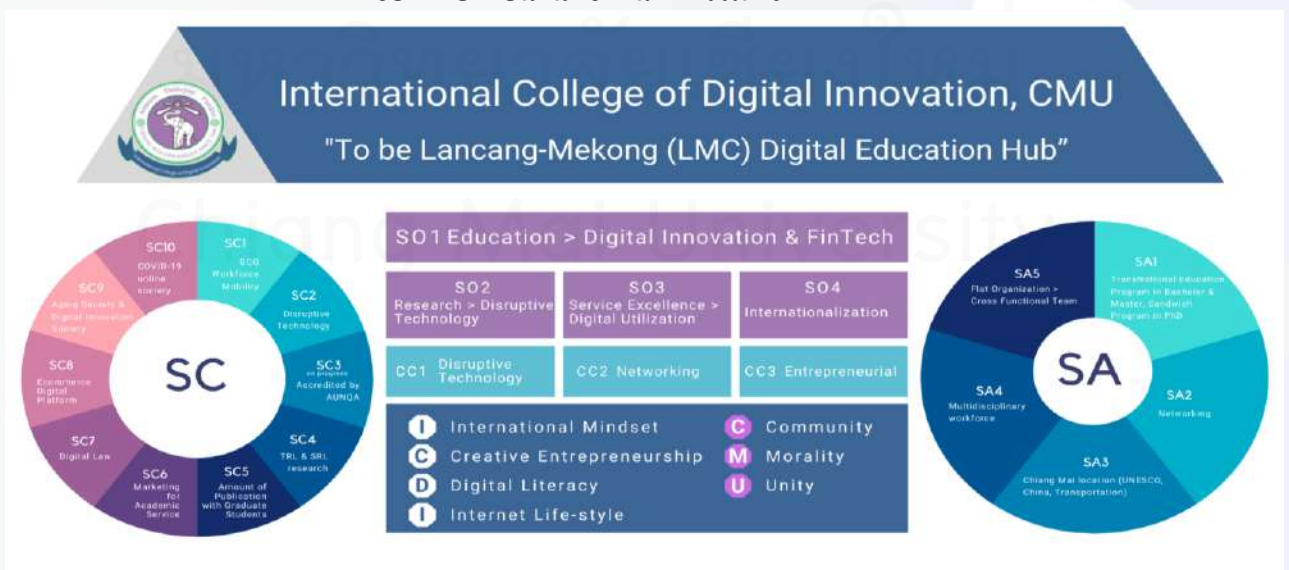 International College of Digital Innovation, CMU
"To be Lancang-Mekong (LMC) Digital Education Hub”
SC10
COVID-19
online
society
SC1
Workforce
Mobility
SC2
Disruptive
Technology
SC3
on progress
Accredited by
AUNQA
SC4
TRL & SRL
research
SC5
Amount of
Publication
with Graduate
Students
SC6
Marketing
for
Academic
Service
SC7
Digital Law
SC8
Ecommerce
Digital
Platform
SC9
Aging Society &
Digital Innovation
Society
SC
SO1 Education > Digital Innovation & FinTech
SO2
Research > Disruptive
Technology
SO3
Service Excellence >
Digital Utilization
SO4
Internationalization
CC1 Disruptive
Technology
CC2 Networking
CC3 Entrepreneurial
I International Mindset
C Creative Entrepreneurship
D Digital Literacy
I Internet Life-style
C Community
M Morality
U Unity
SA5
Flat Organization >
Cross Functional Team
SA1
Transnational Education
Program in Bachelor &
Master, Sandwich
Program in PhD
SA2
Networking
SA3
Chiang Mai location (UNESCO,
China, Transportation)
SA4
Multidisciplinary
workforce
SA
Chiang Mai University